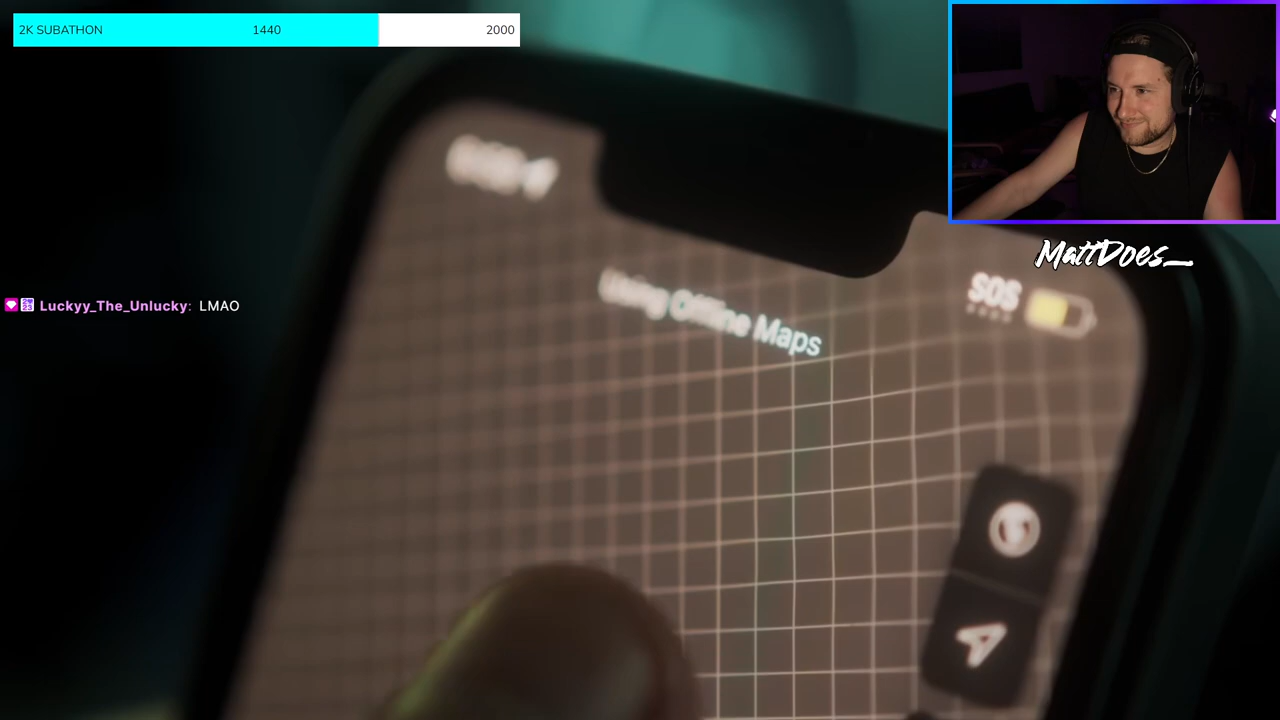 2K SUBATHON 1440 2000
MattDoes_
SOS
Using Offline Maps
Luckyy_The_Unlucky: LMAO